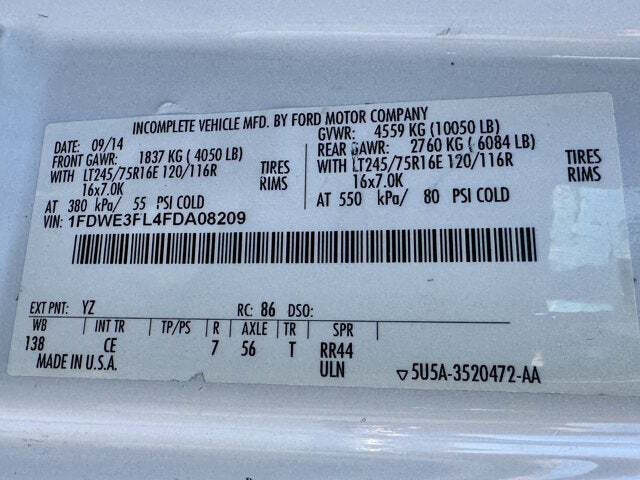 INCOMPLETE VEHICLE MFD. BY FORD MOTOR COMPANY
DATE: 09/14 GVWR: 4559 KG (10050 LB)
FRONT GAWR: 1837 KG (4050 LB) REAR GAWR: 2760 KG (6084 LB)
WITH LT245/75R16E 120/116R TIRES WITH LT245/75R16E 120/116R TIRES
16x7.0K RIMS 16x7.0K RIMS
AT 380 kPa/ 55 PSI COLD AT 550 kPa/ 80 PSI COLD
VIN: 1FDWE3FL4FDA08209
EXT PNT: YZ RC: 86 DSO:
WB INT TR TP/PS R AXLE TR SPR
138 CE 7 56 T RR44
MADE IN U.S.A. ULN ▽5U5A-3520472-AA